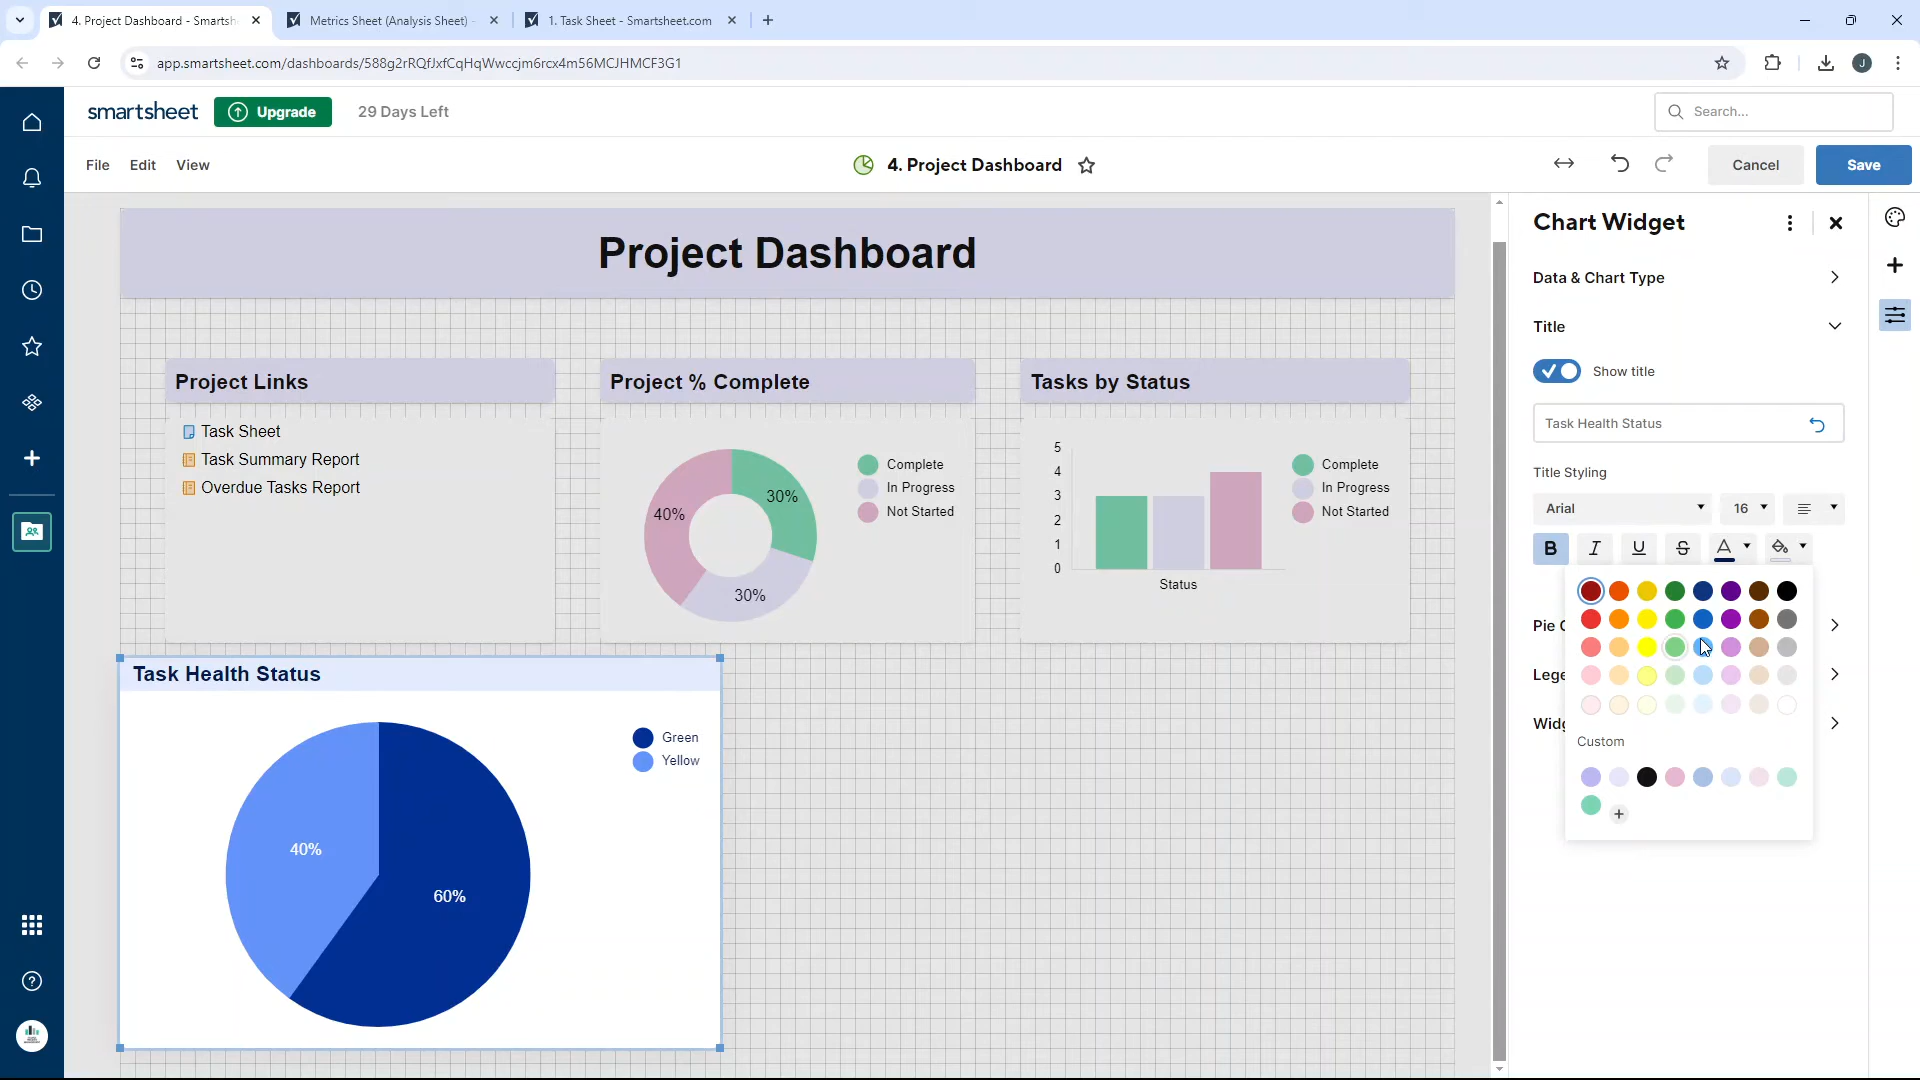 4. Project Dashboard - Smartsh
Metrics Sheet (Analysis Sheet) -
1. Task Sheet - Smartsheet.com
app.smartsheet.com/dashboards/588g2rRQfJxfCqHqWwccjm6rcx4m56MCJHMCF3G1
J
smartsheet
Upgrade
29 Days Left
Search...
File
Edit
View
4. Project Dashboard
Cancel
Save
Project Dashboard
Project Links
Task Sheet
Task Summary Report
Overdue Tasks Report
Project % Complete
30%
40%
30%
Complete
In Progress
Not Started
Tasks by Status
5
4
3
2
1
0
Status
Complete
In Progress
Not Started
Task Health Status
40%
60%
Green
Yellow
Chart Widget
Data & Chart Type
Title
Show title
Task Health Status
Title Styling
Arial
16
B I U S A
Pie C
Lege
Widg
Custom